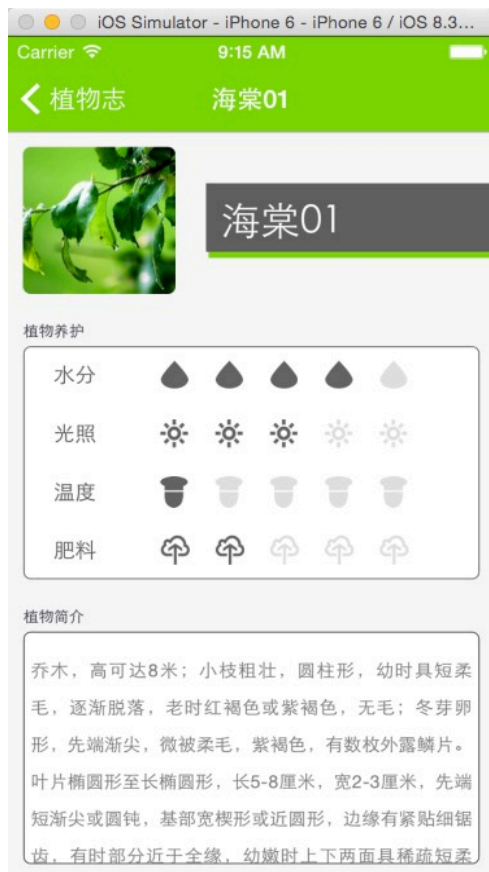 iOS Simulator - iPhone 6 - iPhone 6 / iOS 8.3...
Carrier 9:15 AM
植物志 海棠01
海棠01
植物养护
水分
光照
温度
肥料
植物简介
乔木，高可达8米；小枝粗壮，圆柱形，幼时具短柔
毛，逐渐脱落，老时红褐色或紫褐色，无毛；冬芽卵
形，先端渐尖，微被柔毛，紫褐色，有数枚外露鳞片。
叶片椭圆形至长椭圆形，长5-8厘米，宽2-3厘米，先端
短渐尖或圆钝，基部宽楔形或近圆形，边缘有紧贴细锯
齿，有时部分近于全缘，幼嫩时上下两面具稀疏短柔